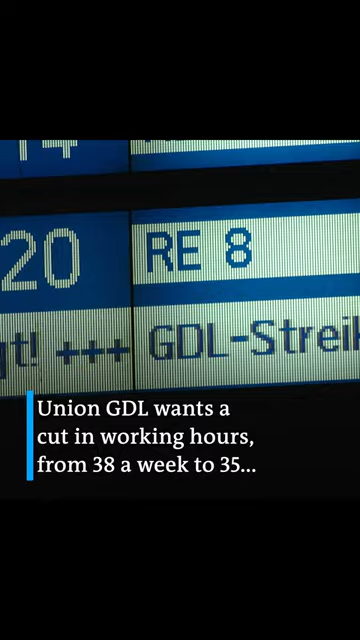 20
RE 8
+++ GDL-Streik
Union GDL wants a
cut in working hours,
from 38 a week to 35...